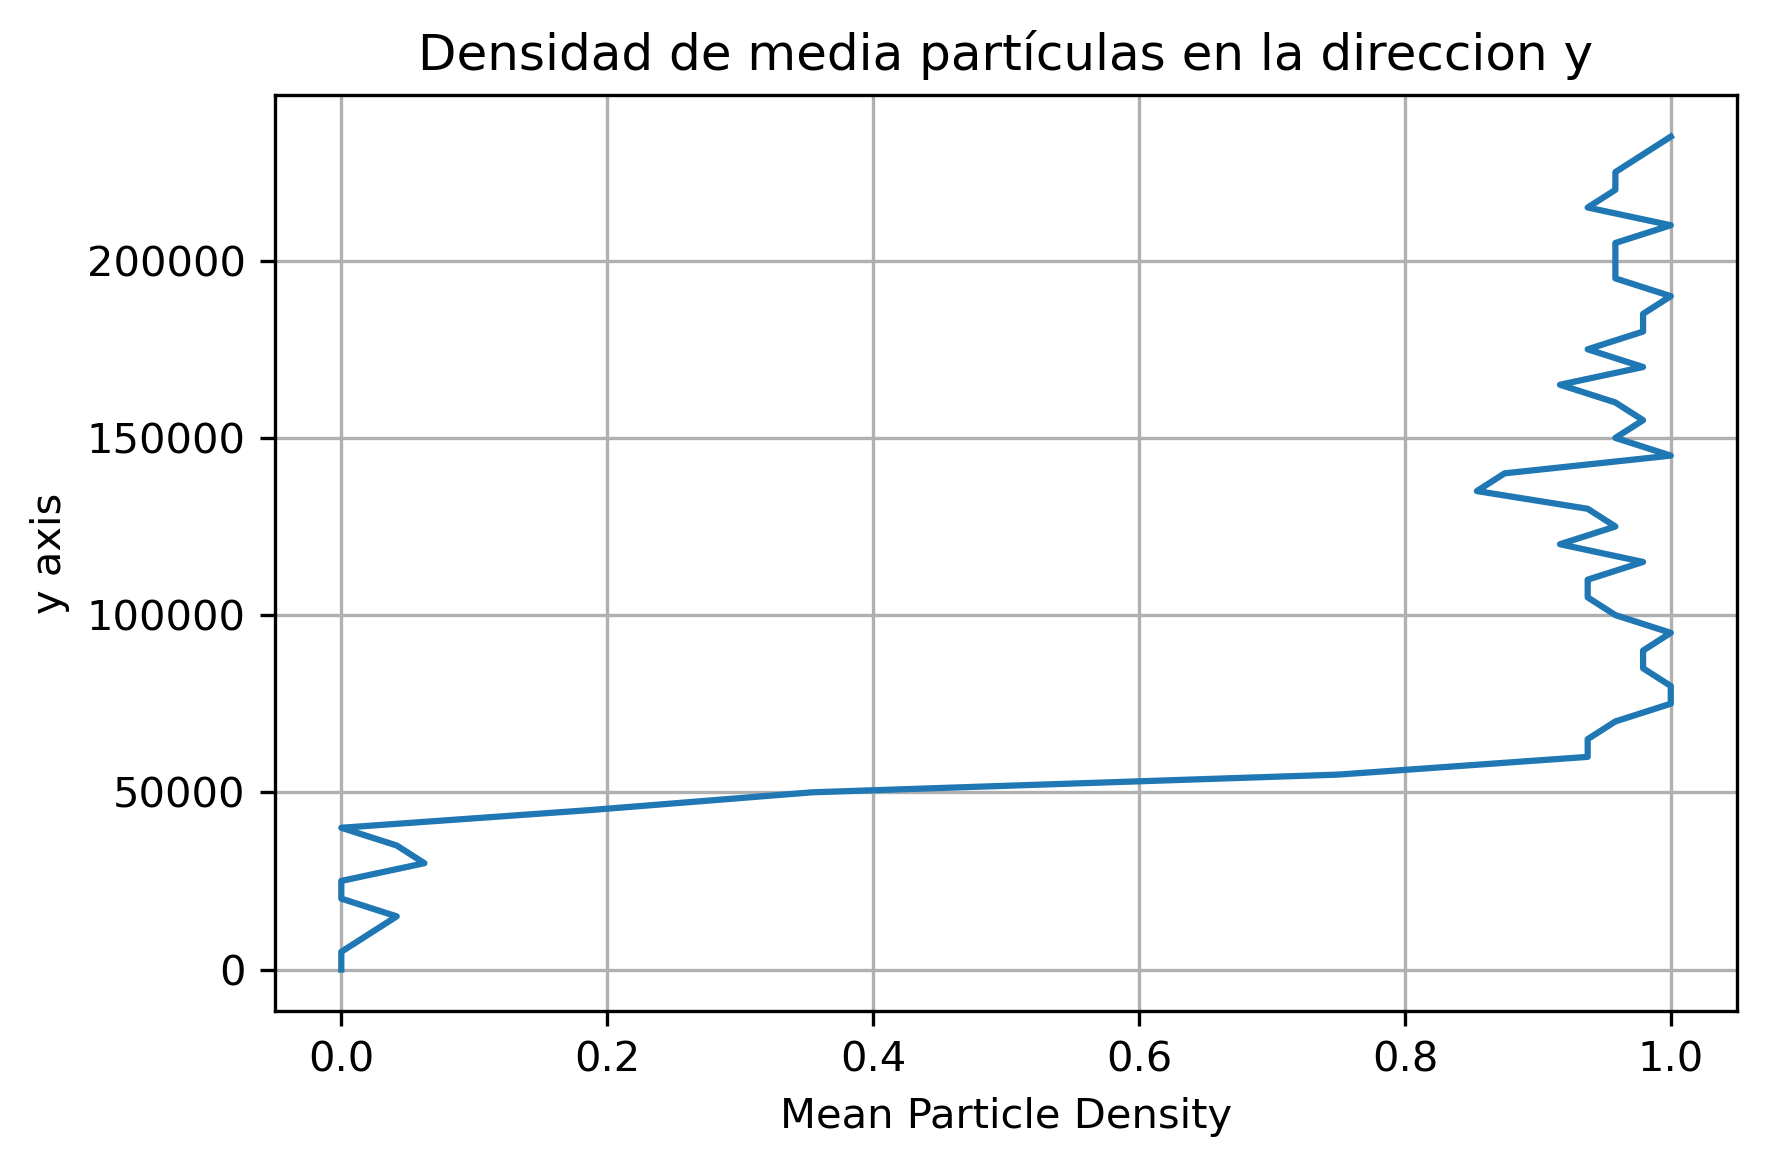 Densidad de media partículas en la direccion y
200000
150000
100000
50000
0
y axis
0.0 0.2 0.4 0.6 0.8 1.0
Mean Particle Density